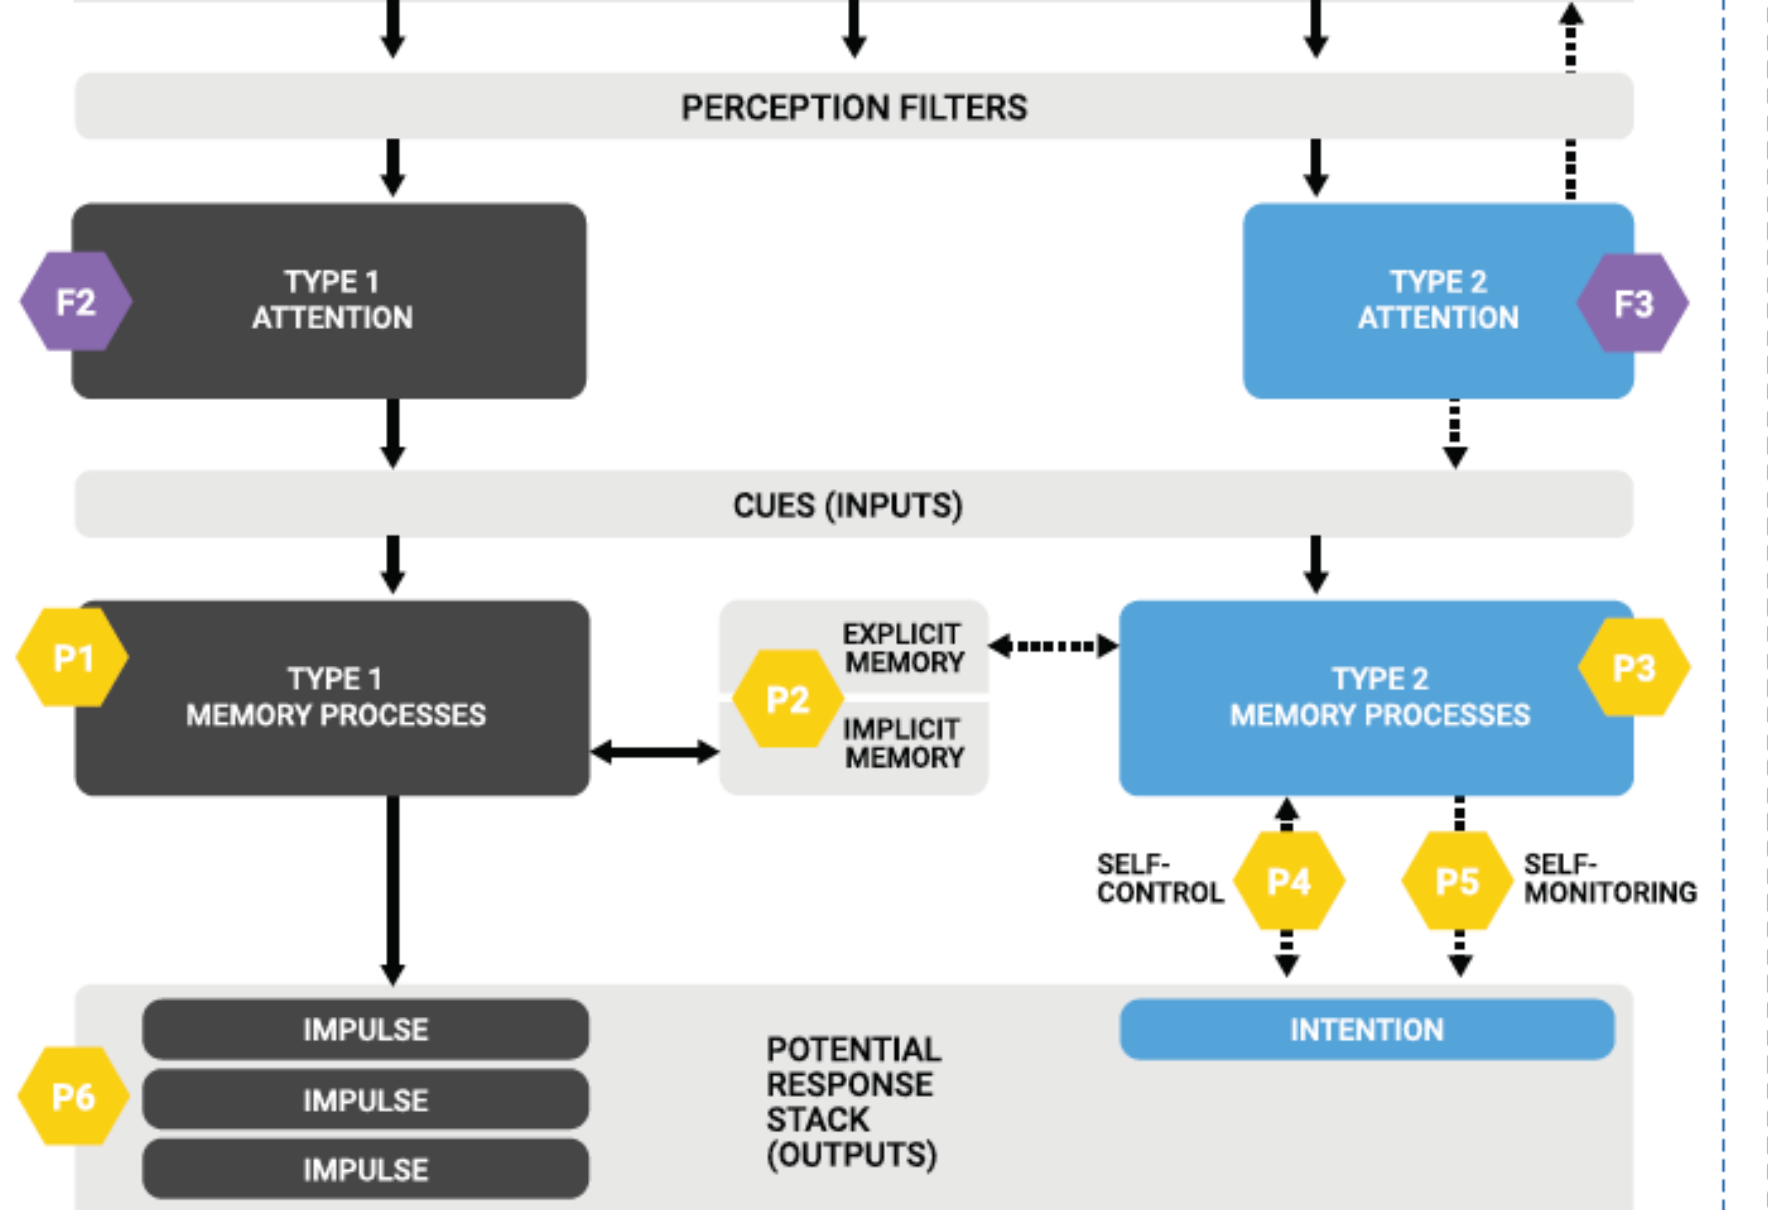 PERCEPTION FILTERS
F2
TYPE 1
ATTENTION
TYPE 2
ATTENTION
F3
CUES (INPUTS)
P1
TYPE 1
MEMORY PROCESSES
P2
EXPLICIT
MEMORY
IMPLICIT
MEMORY
TYPE 2
MEMORY PROCESSES
P3
SELF-
CONTROL
P4
P5
SELF-
MONITORING
P6
IMPULSE
IMPULSE
IMPULSE
POTENTIAL
RESPONSE
STACK
(OUTPUTS)
INTENTION